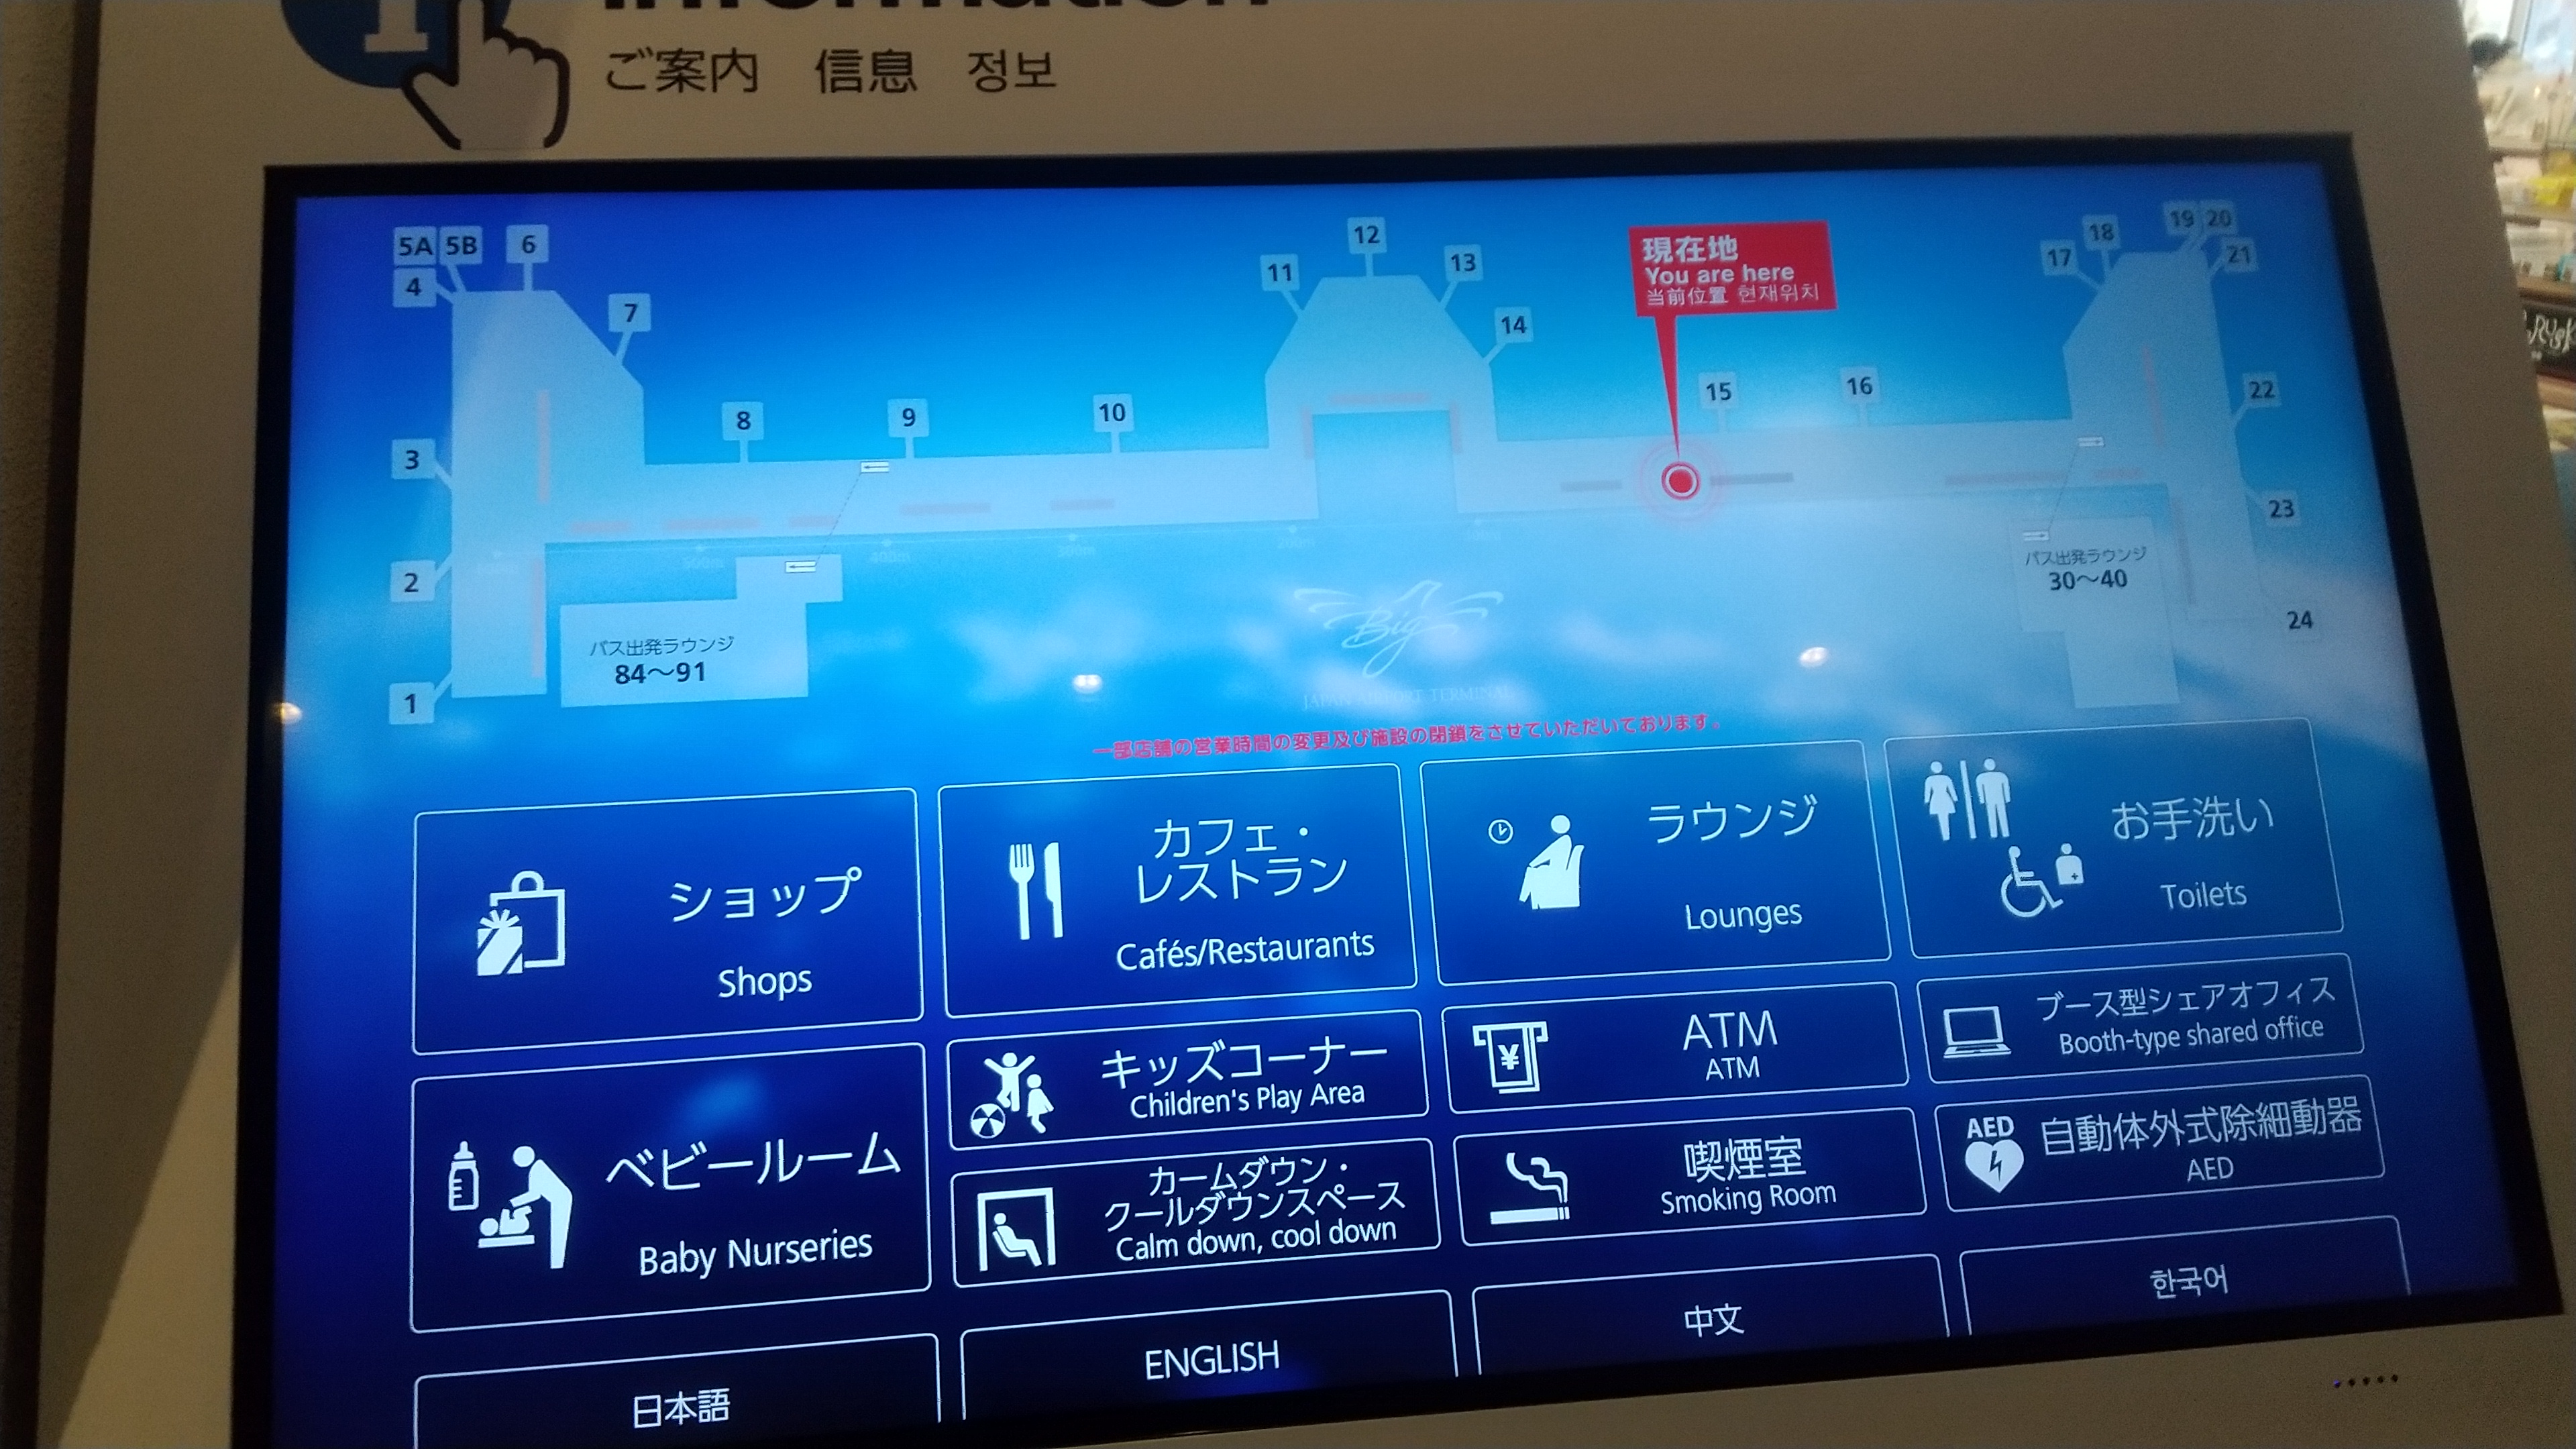 Information
ご案内 信息 정보
5A 5B 6
4
7
3
2
1
8
9
10
11
12
13
14
現在地
You are here
当前位置 현재위치
15
16
17
18
19 20
21
22
23
24
500m
400m
300m
200m
バス出発ラウンジ
84～91
バス出発ラウンジ
30～40
Big
JAPAN AIRPORT TERMINAL
一部店舗の営業時間の変更及び施設の閉鎖をさせていただいております。
ショップ
Shops
カフェ・
レストラン
Cafés/Restaurants
ラウンジ
Lounges
お手洗い
Toilets
ベビールーム
Baby Nurseries
キッズコーナー
Children's Play Area
ATM
ATM
ブース型シェアオフィス
Booth-type shared office
カームダウン・
クールダウンスペース
Calm down, cool down
喫煙室
Smoking Room
AED
自動体外式除細動器
AED
日本語
ENGLISH
中文
한국어